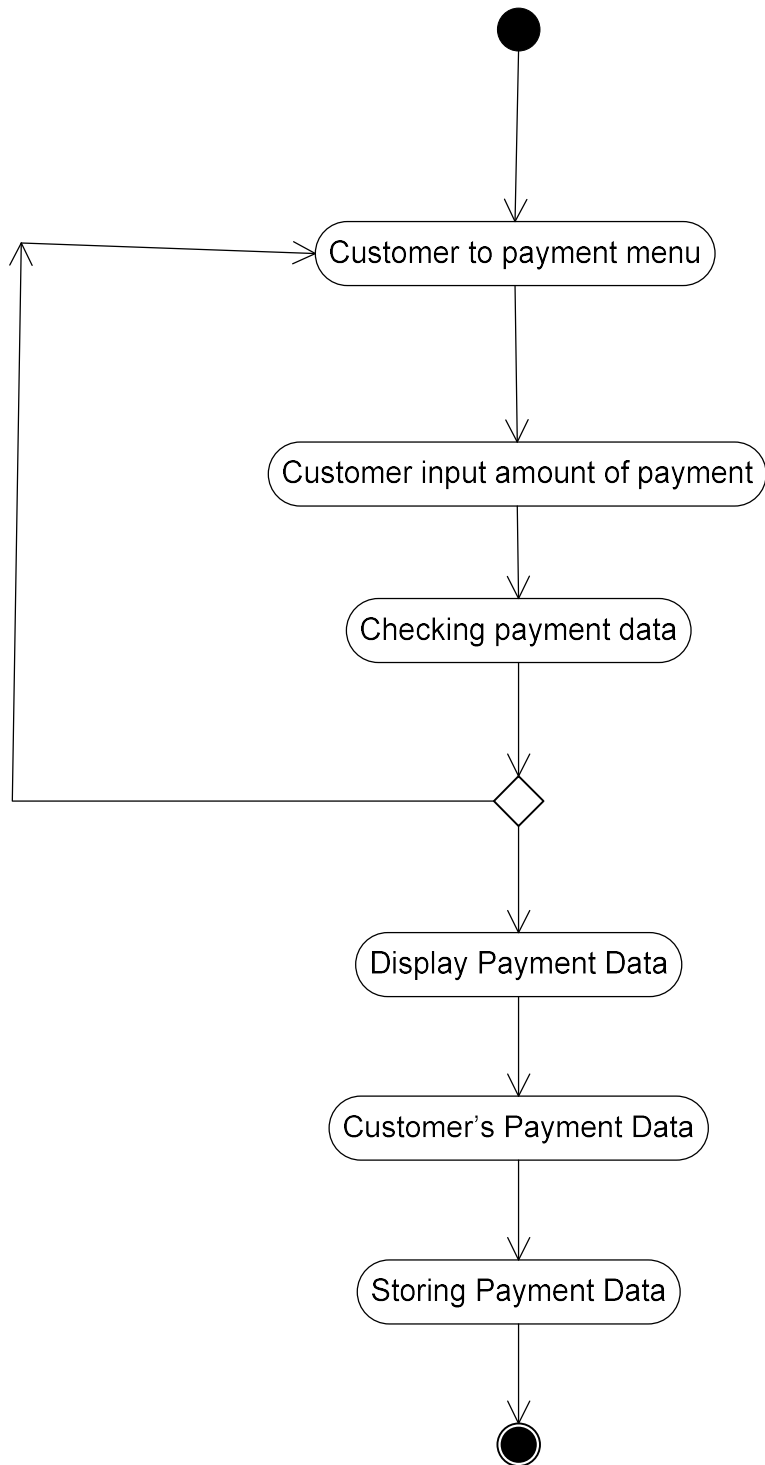 Customer to payment menu
Customer input amount of payment
Checking payment data
Display Payment Data
Customer’s Payment Data
Storing Payment Data